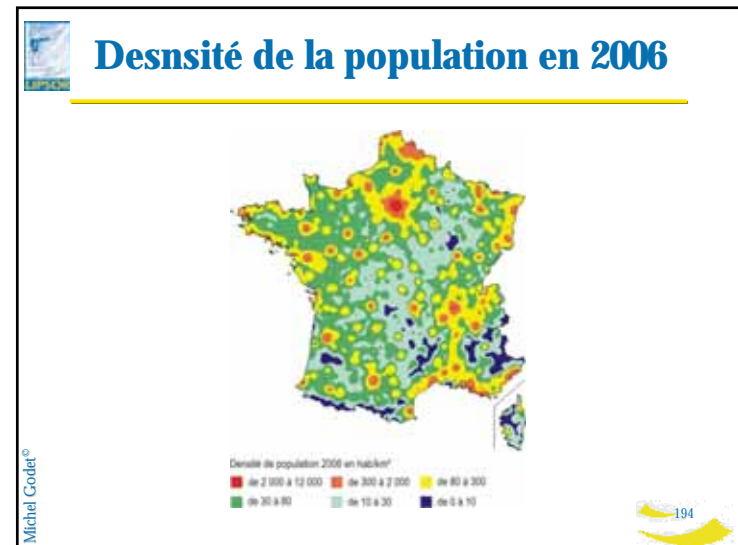 LIPSOR
Desnsité de la population en 2006
Densité de population 2006 en hab/km²
de 2 000 à 12 000 de 300 à 2 000 de 80 à 300
de 30 à 80 de 10 à 30 de 0 à 10
Michel Godet©
194